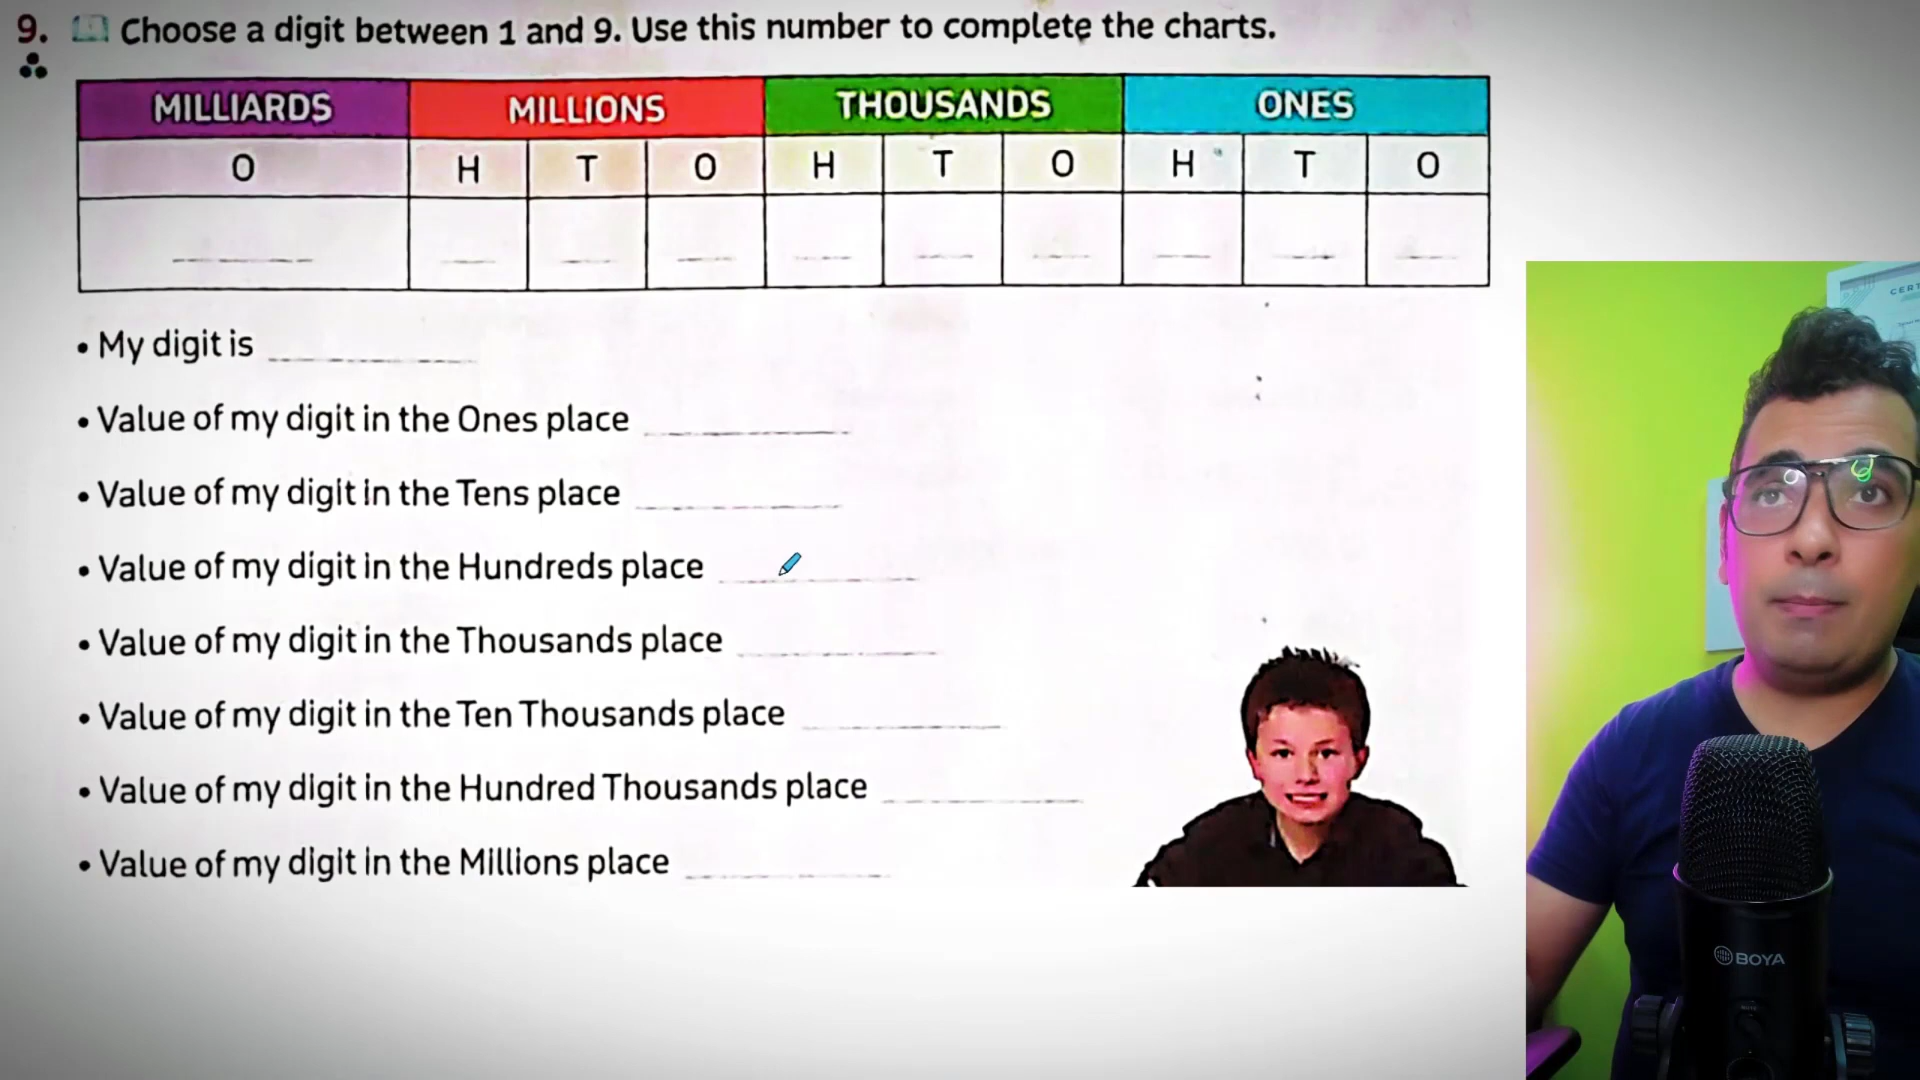 9. Choose a digit between 1 and 9. Use this number to complete the charts.
MILLIARDS MILLIONS THOUSANDS ONES
O H T O H T O H T O
• My digit is
• Value of my digit in the Ones place
• Value of my digit in the Tens place
• Value of my digit in the Hundreds place
• Value of my digit in the Thousands place
• Value of my digit in the Ten Thousands place
• Value of my digit in the Hundred Thousands place
• Value of my digit in the Millions place
BOYA